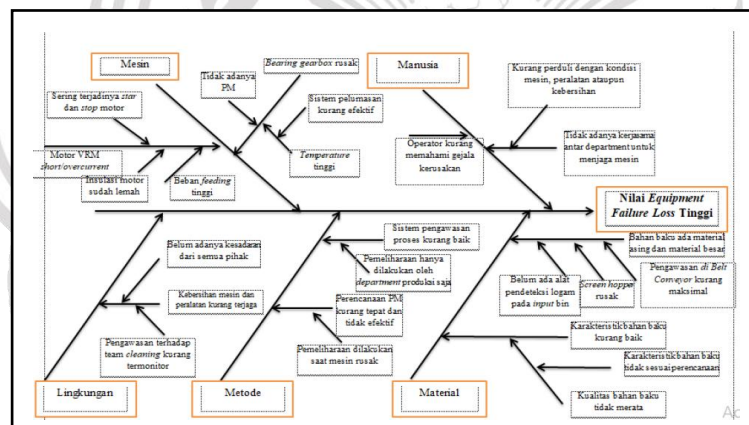 Mesin
Manusia
Bearing gearbox rusak
Tidak adanya
PM
Kurang perduli dengan kondisi
mesin, peralatan ataupun
kebersihan
Sering terjadinya star
dan stop motor
Sistem pelumasan
kurang efektif
Operator kurang
memahami gejala
kerusakan
Tidak adanya kerjasama
antar department untuk
menjaga mesin
Motor VRM
short/overcurrent
Temperature
tinggi
Insulasi motor
sudah lemah
Beban feeding
tinggi
Nilai Equipment
Failure Loss Tinggi
Sistem pengawasan
proses kurang baik
Bahan baku ada material
asing dan material besar
Belum adanya kesadaran
dari semua pihak
Pemeliharaan hanya
dilakukan oleh
department produksi saja
Belum ada alat
pendeteksi logam
pada input bin
Screen hopper
rusak
Pengawasan di Belt
Conveyor kurang
maksimal
Kebersihan mesin dan
peralatan kurang terjaga
Perencanaan PM
kurang tepat dan
tidak efektif
Karakteristik bahan baku
kurang baik
Pengawasan terhadap
team cleaning kurang
termonitor
Pemeliharaan dilakukan
saat mesin rusak
Karakteristik bahan baku
tidak sesuai perencanaan
Kualitas bahan baku
tidak merata
Lingkungan
Metode
Material